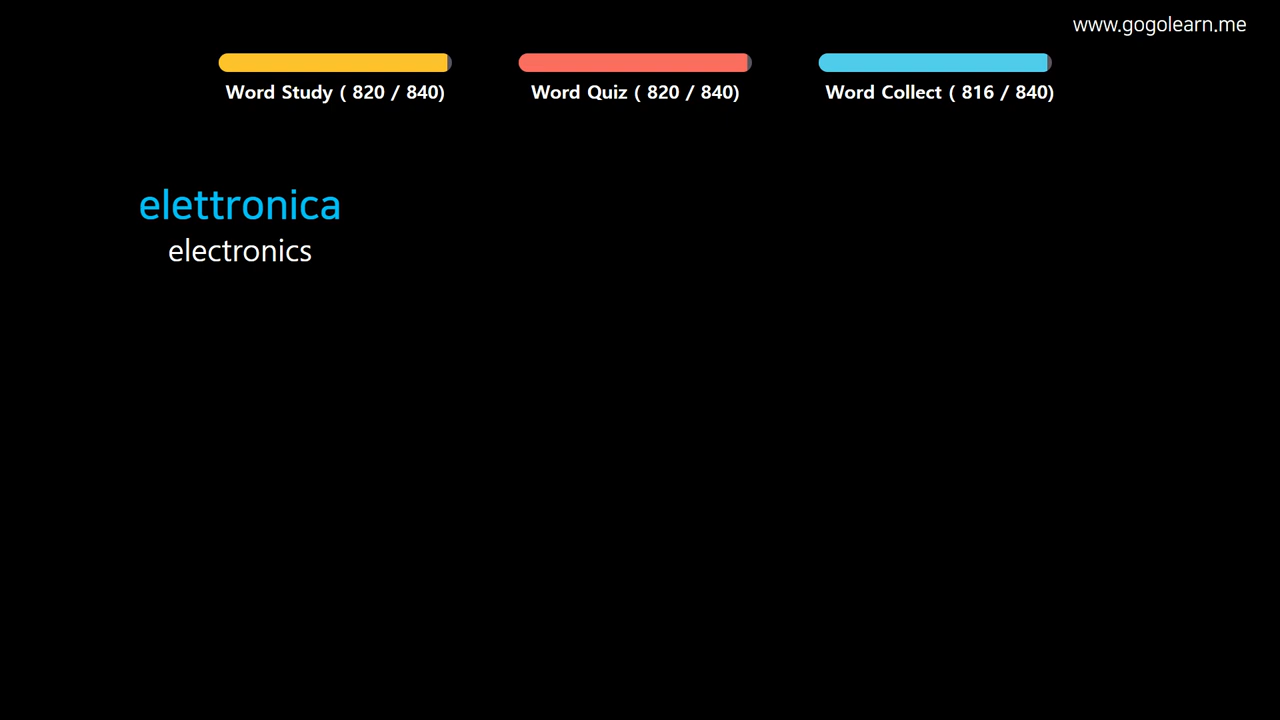 www.gogolearn.me
Word Study ( 820 / 840)
Word Quiz ( 820 / 840)
Word Collect ( 816 / 840)
elettronica
electronics